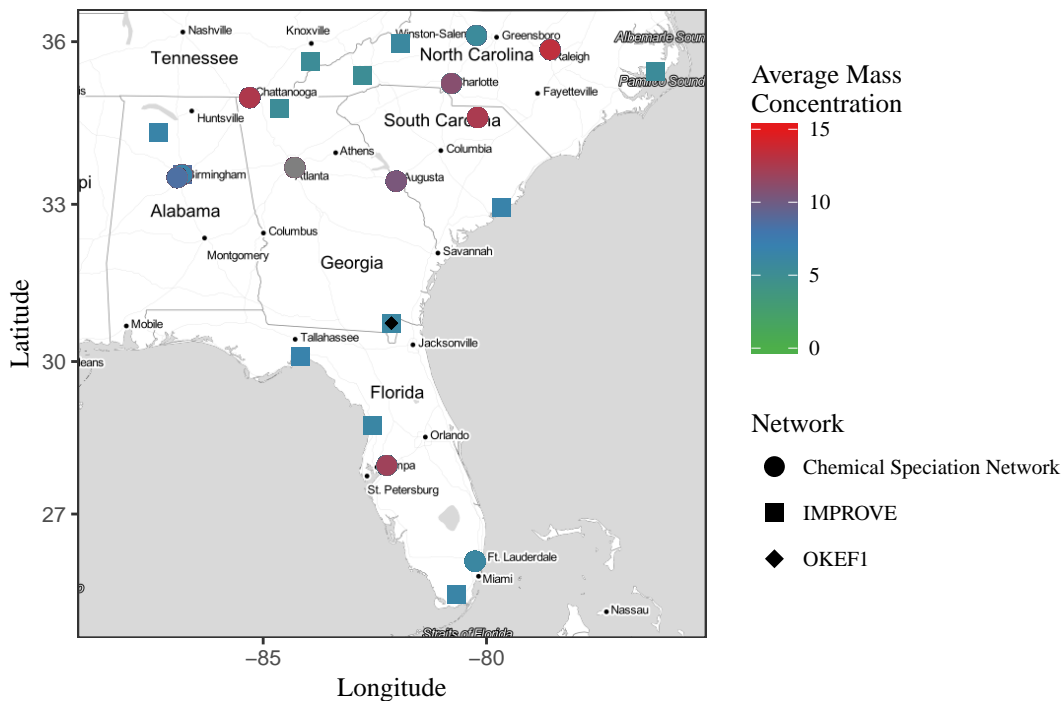 36
33
30
27
Latitude
−85
−80
Longitude
Nashville
Knoxville
Winston-Salem
Greensboro
Albemarle Sound
Tennessee
North Carolina
Raleigh
is
Chattanooga
Charlotte
Pamlico Sound
Fayetteville
Huntsville
South Carolina
Athens
Columbia
pi
Birmingham
Atlanta
Augusta
Alabama
Columbus
Montgomery
Georgia
Savannah
Mobile
Tallahassee
Jacksonville
eans
Florida
Orlando
Tampa
St. Petersburg
Ft. Lauderdale
Miami
Nassau
Straits of Florida
Average Mass
Concentration
15
10
5
0
Network
Chemical Speciation Network
IMPROVE
OKEF1